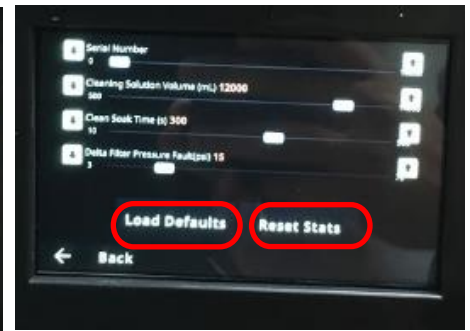 Serial Number
0
Cleaning Solution Volume (mL) 12000
500
Clean Soak Time (s) 300
10
Delta Filter Pressure Fault(psi) 15
3
Load Defaults
Reset Stats
← Back